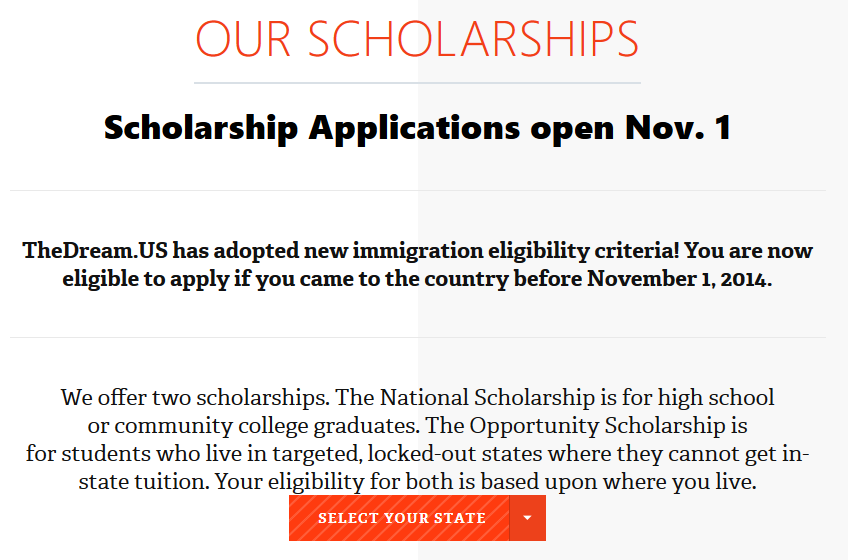 OUR SCHOLARSHIPS
Scholarship Applications open Nov. 1
TheDream.US has adopted new immigration eligibility criteria! You are now
eligible to apply if you came to the country before November 1, 2014.
We offer two scholarships. The National Scholarship is for high school
or community college graduates. The Opportunity Scholarship is
for students who live in targeted, locked-out states where they cannot get in-
state tuition. Your eligibility for both is based upon where you live.
SELECT YOUR STATE